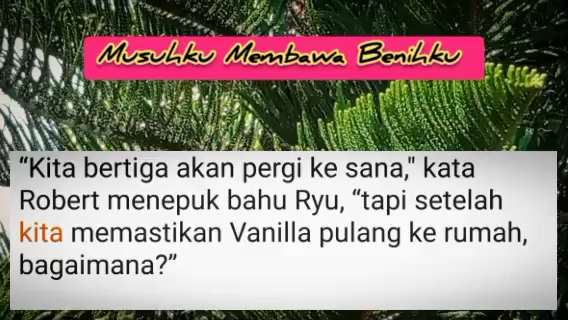 Musuhku Membawa Benihku
“Kita bertiga akan pergi ke sana," kata
Robert menepuk bahu Ryu, “tapi setelah
kita memastikan Vanilla pulang ke rumah,
bagaimana?”